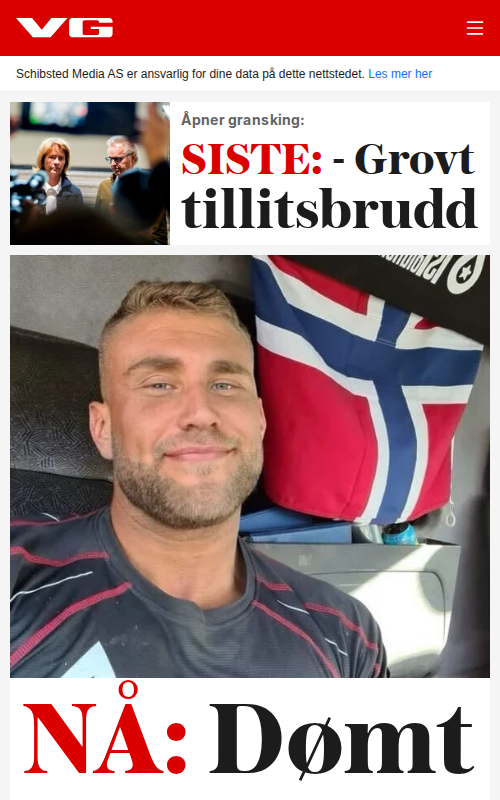 VG
Schibsted Media AS er ansvarlig for dine data på dette nettstedet. Les mer her
Åpner gransking:
SISTE: - Grovt
tillitsbrudd
NÅ: Dømt